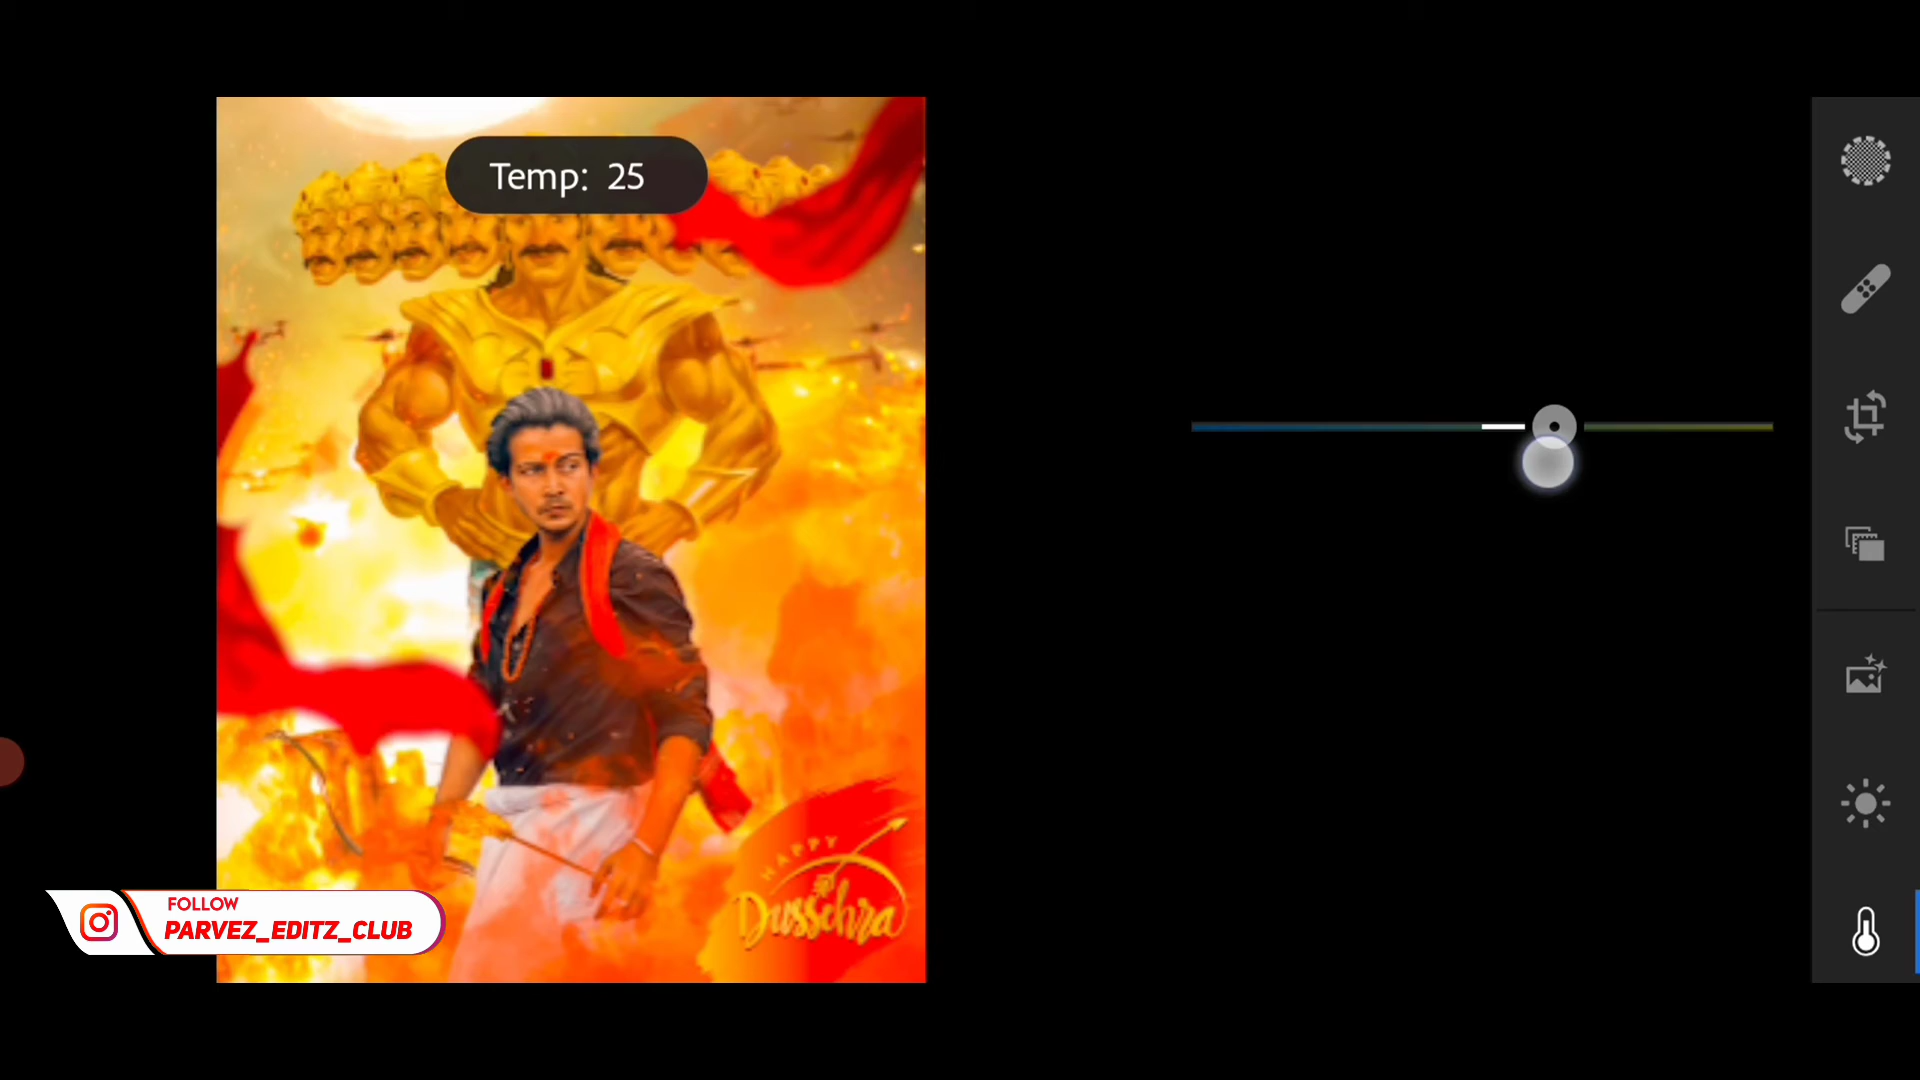 Temp: 25
HAPPY
Dussehra
FOLLOW
PARVEZ_EDITZ_CLUB